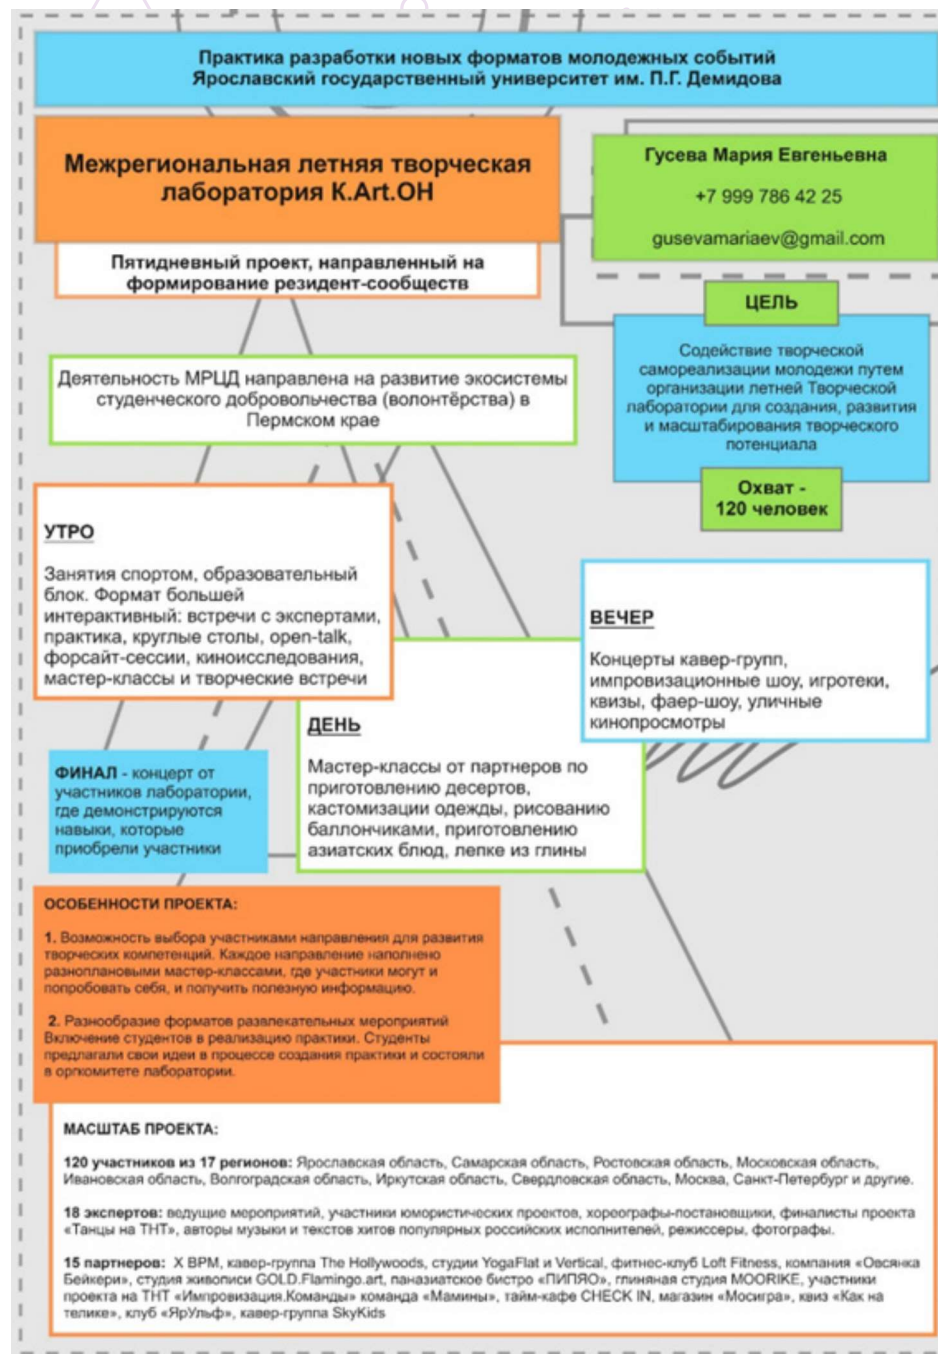 Практика разработки новых форматов молодежных событий
Ярославский государственный университет им. П.Г. Демидова
Межрегиональная летняя творческая
лаборатория K.Art.ОН
Гусева Мария Евгеньевна
+7 999 786 42 25
gusevamariaev@gmail.com
Пятидневный проект, направленный на
формирование резидент-сообществ
ЦЕЛЬ
Содействие творческой
самореализации молодежи путем
организации летней Творческой
лаборатории для создания, развития
и масштабирования творческого
потенциала
Деятельность МРЦД направлена на развитие экосистемы
студенческого добровольчества (волонтёрства) в
Пермском крае
Охват -
120 человек
УТРО
Занятия спортом, образовательный
блок. Формат большей
интерактивный: встречи с экспертами,
практика, круглые столы, open-talk,
форсайт-сессии, киноисследования,
мастер-классы и творческие встречи
ДЕНЬ
Мастер-классы от партнеров по
приготовлению десертов,
кастомизации одежды, рисованию
баллончиками, приготовлению
азиатских блюд, лепке из глины
ВЕЧЕР
Концерты кавер-групп,
импровизационные шоу, игротеки,
квизы, фаер-шоу, уличные
кинопросмотры
ФИНАЛ - концерт от
участников лаборатории,
где демонстрируются
навыки, которые
приобрели участники
ОСОБЕННОСТИ ПРОЕКТА:
1. Возможность выбора участниками направления для развития
творческих компетенций. Каждое направление наполнено
разноплановыми мастер-классами, где участники могут и
попробовать себя, и получить полезную информацию.
2. Разнообразие форматов развлекательных мероприятий
Включение студентов в реализацию практики. Студенты
предлагали свои идеи в процессе создания практики и состояли
в оргкомитете лаборатории.
МАСШТАБ ПРОЕКТА:
120 участников из 17 регионов: Ярославская область, Самарская область, Ростовская область, Московская область,
Ивановская область, Волгоградская область, Иркутская область, Свердловская область, Москва, Санкт-Петербург и другие.
18 экспертов: ведущие мероприятий, участники юмористических проектов, хореографы-постановщики, финалисты проекта
«Танцы на ТНТ», авторы музыки и текстов хитов популярных российских исполнителей, режиссеры, фотографы.
15 партнеров: X BPM, кавер-группа The Hollywoods, студии YogaFlat и Vertical, фитнес-клуб Loft Fitness, компания «Овсянка
Бейкери», студия живописи GOLD.Flamingo.art, паназиатское бистро «ПИПЯО», глиняная студия MOORIKE, участники
проекта на ТНТ «Импровизация.Команды» команда «Мамины», тайм-кафе CHECK IN, магазин «Мосигра», квиз «Как на
телике», клуб «ЯрУльф», кавер-группа SkyKids